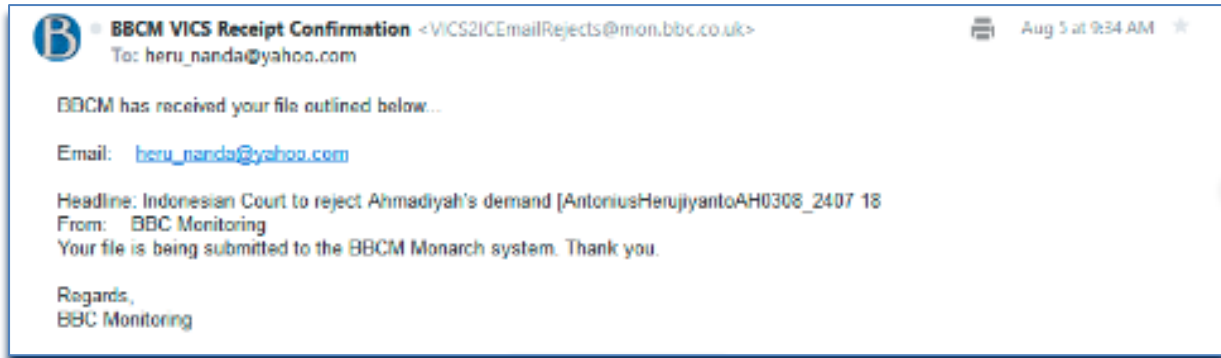 B
BBCM VICS Receipt Confirmation <VICS2ICEmailRejects@mon.bbc.co.uk> Aug 5 at 9:34 AM
To: heru_nanda@yahoo.com
BBCM has received your file outlined below...
Email: heru_nanda@yahoo.com
Headline: Indonesian Court to reject Ahmadiyah's demand [AntoniusHerujiyantoAH0308_2407 18
From: BBC Monitoring
Your file is being submitted to the BBCM Monarch system. Thank you.
Regards,
BBC Monitoring